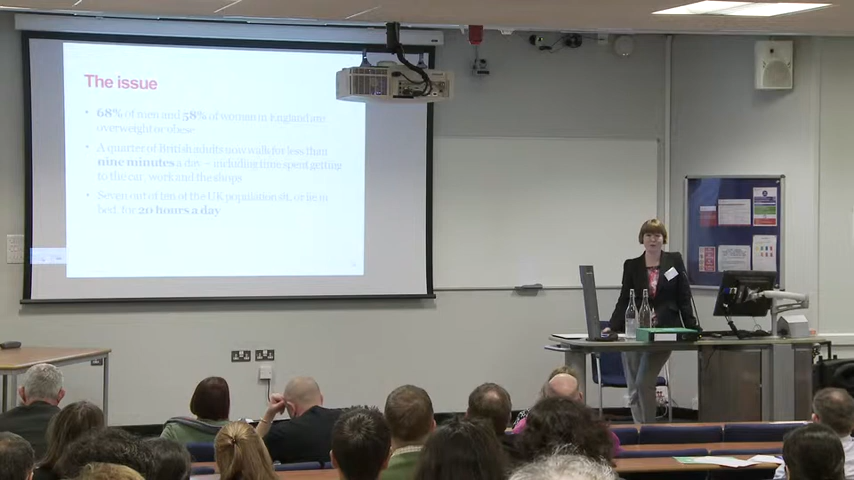 The issue
• 68% of men and 58% of women in England are
overweight or obese
• A quarter of British adults now walk for less than
nine minutes a day – including time spent getting
to the car, work and the shops
• Seven out of ten of the UK population sit, or lie in
bed, for 20 hours a day